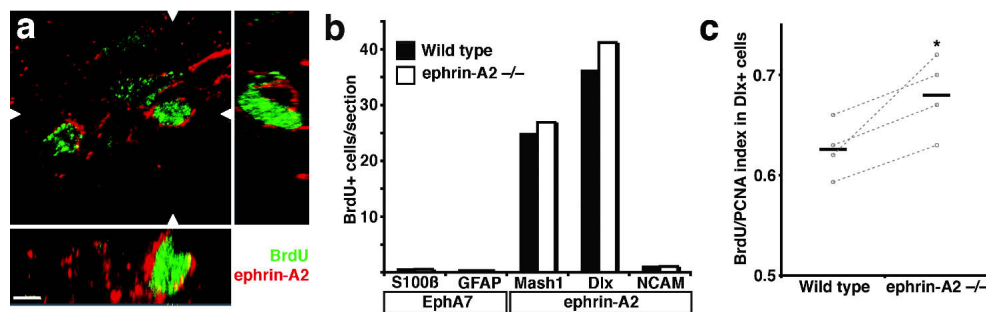 a
BrdU
ephrin-A2
b
Wild type
ephrin-A2 –/–
BrdU+ cells/section
40
30
20
10
S100ß GFAP Mash1 Dlx NCAM
EphA7 ephrin-A2
c
*
BrdU/PCNA index in Dlx+ cells
0.7
0.6
0.5
Wild type ephrin-A2 –/–